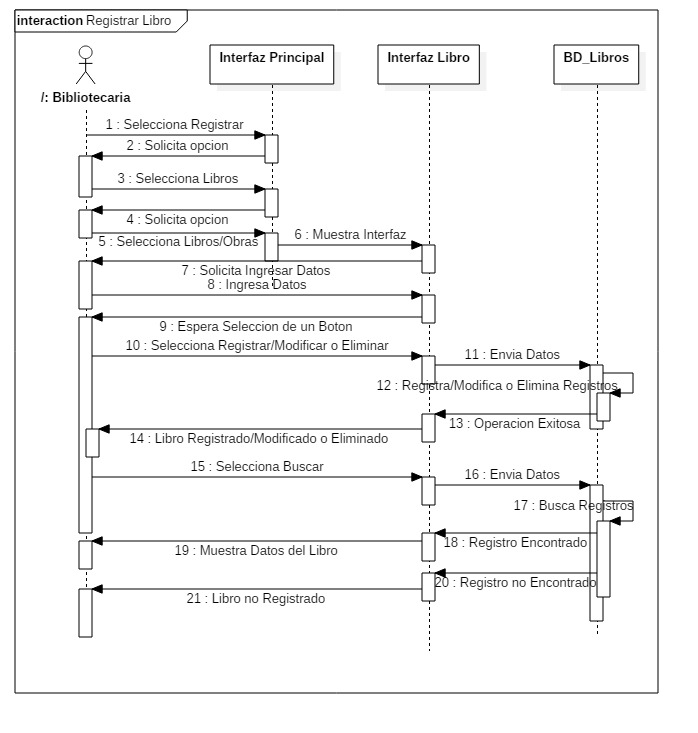 interaction Registrar Libro
Interfaz Principal
Interfaz Libro
BD_Libros
/: Bibliotecaria
1 : Selecciona Registrar
2 : Solicita opcion
3 : Selecciona Libros
4 : Solicita opcion
5 : Selecciona Libros/Obras
6 : Muestra Interfaz
7 : Solicita Ingresar Datos
8 : Ingresa Datos
9 : Espera Seleccion de un Boton
10 : Selecciona Registrar/Modificar o Eliminar
11 : Envia Datos
12 : Registra/Modifica o Elimina Registros
13 : Operacion Exitosa
14 : Libro Registrado/Modificado o Eliminado
15 : Selecciona Buscar
16 : Envia Datos
17 : Busca Registros
18 : Registro Encontrado
19 : Muestra Datos del Libro
20 : Registro no Encontrado
21 : Libro no Registrado